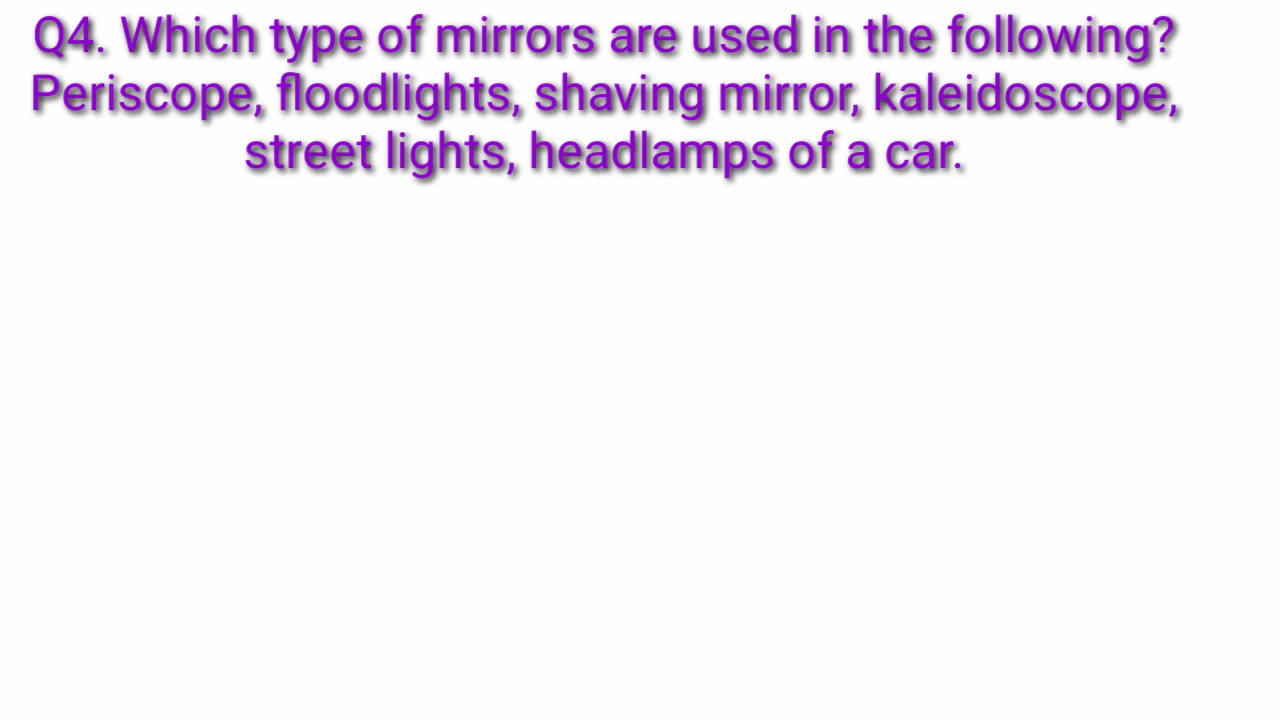 Q4. Which type of mirrors are used in the following?
Periscope, floodlights, shaving mirror, kaleidoscope,
street lights, headlamps of a car.